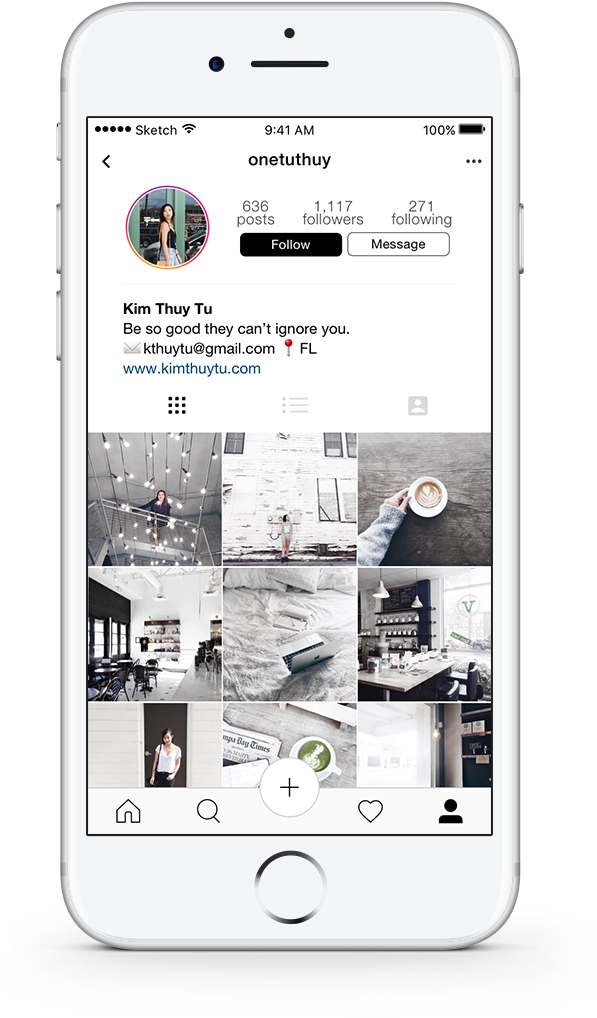 Sketch 9:41 AM 100%
onetuthuy
636 1,117 271
posts followers following
Follow Message
Kim Thuy Tu
Be so good they can't ignore you.
kthuytu@gmail.com FL
www.kimthuytu.com
V
mpa Bay Times